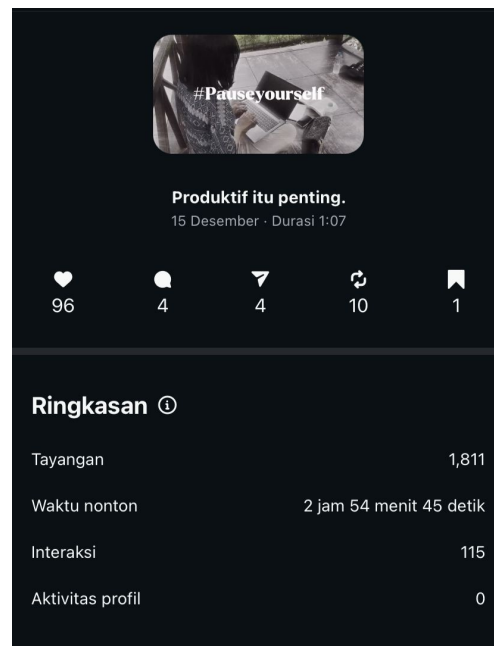 #Pauseyourself
Produktif itu penting.
15 Desember · Durasi 1:07
96 4 4 10 1
Ringkasan
Tayangan 1,811
Waktu nonton 2 jam 54 menit 45 detik
Interaksi 115
Aktivitas profil 0